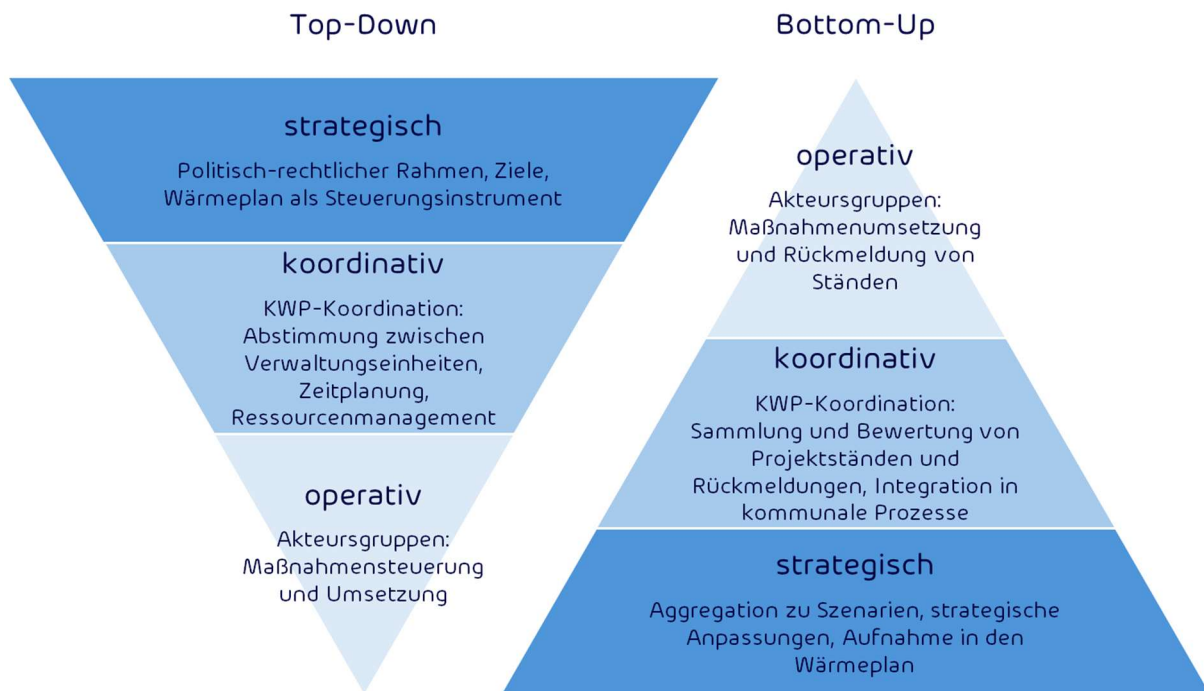 Top-Down
strategisch
Politisch-rechtlicher Rahmen, Ziele,
Wärmeplan als Steuerungsinstrument
koordinativ
KWP-Koordination:
Abstimmung zwischen
Verwaltungseinheiten,
Zeitplanung,
Ressourcenmanagement
operativ
Akteursgruppen:
Maßnahmensteuerung
und Umsetzung
Bottom-Up
operativ
Akteursgruppen:
Maßnahmenumsetzung
und Rückmeldung von
Ständen
koordinativ
KWP-Koordination:
Sammlung und Bewertung von
Projektständen und
Rückmeldungen, Integration in
kommunale Prozesse
strategisch
Aggregation zu Szenarien, strategische
Anpassungen, Aufnahme in den
Wärmeplan